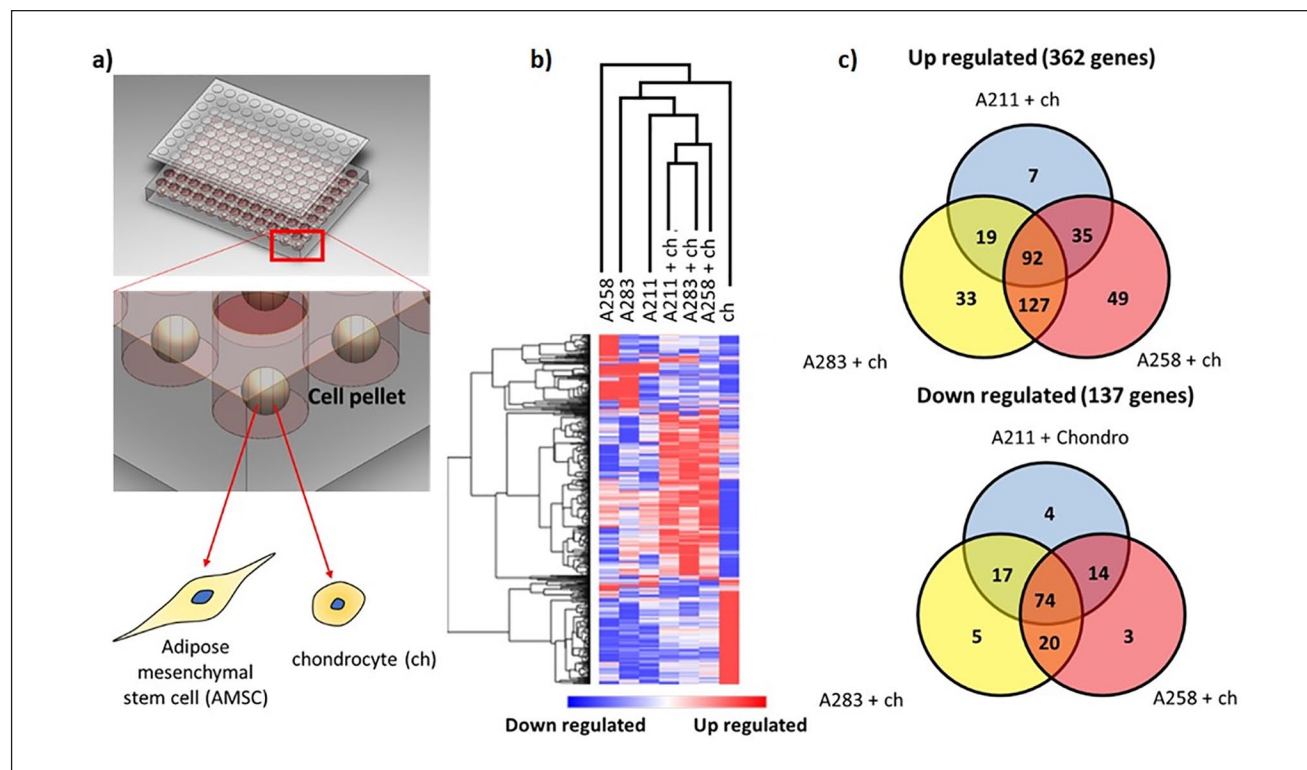 a)
Cell pellet
Adipose
mesenchymal
stem cell (AMSC)
chondrocyte (ch)
b)
A258
A283
A211
A211 + ch
A283 + ch
A258 + ch
ch
Down regulated
Up regulated
c)
Up regulated (362 genes)
A211 + ch
7
19
35
92
33
127
49
A283 + ch
A258 + ch
Down regulated (137 genes)
A211 + Chondro
4
17
14
74
5
20
3
A283 + ch
A258 + ch